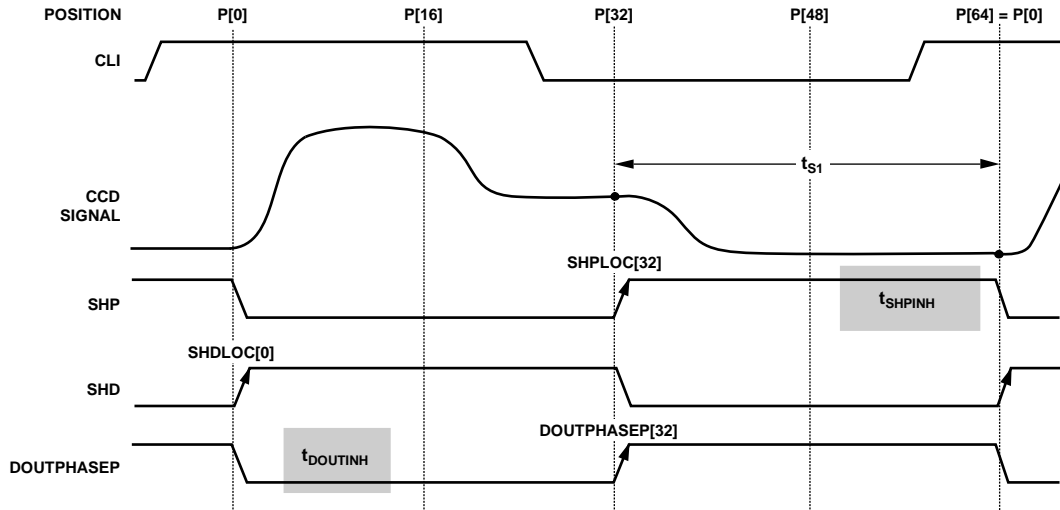 POSITION P[0] P[16] P[32] P[48] P[64] = P[0]
CLI
tS1
CCD
SIGNAL
SHPLOC[32]
SHP
tSHPINH
SHDLOC[0]
SHD
DOUTPHASEP[32]
DOUTPHASEP
tDOUTINH